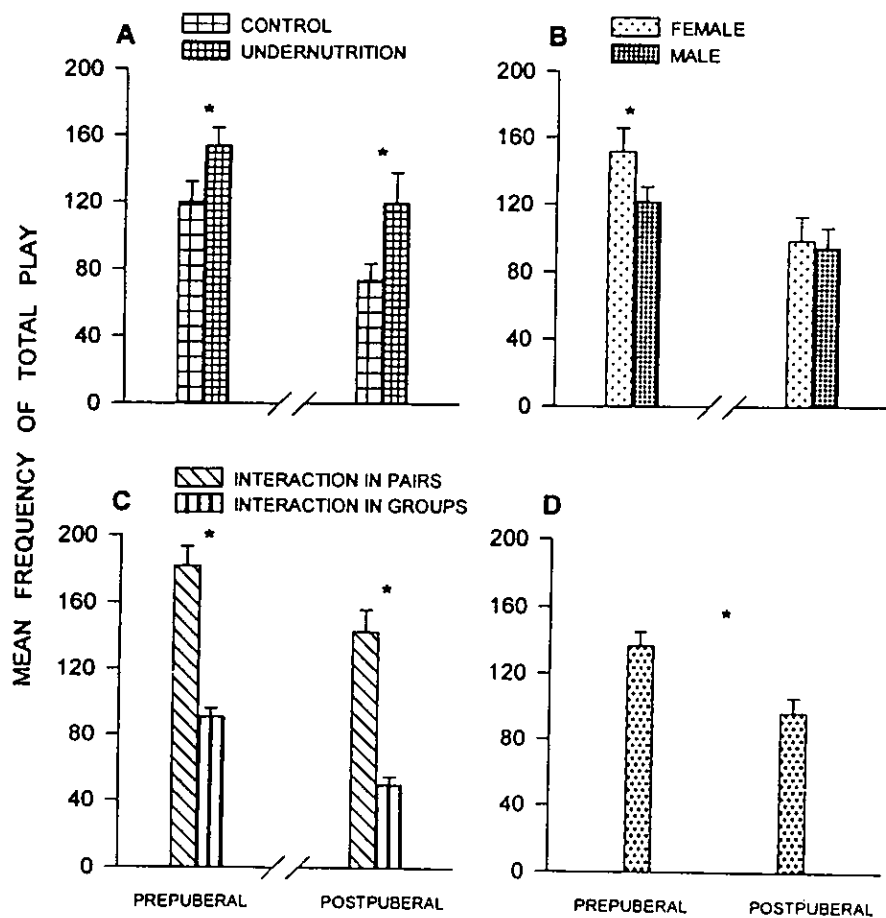 A
CONTROL
UNDERNUTRITION
200
160
120
80
40
0
*
*
B
FEMALE
MALE
200
160
120
80
40
0
*
MEAN FREQUENCY OF TOTAL PLAY
C
INTERACTION IN PAIRS
INTERACTION IN GROUPS
200
160
120
80
40
0
*
*
PREPUBERAL
POSTPUBERAL
D
200
160
120
80
40
0
*
PREPUBERAL
POSTPUBERAL